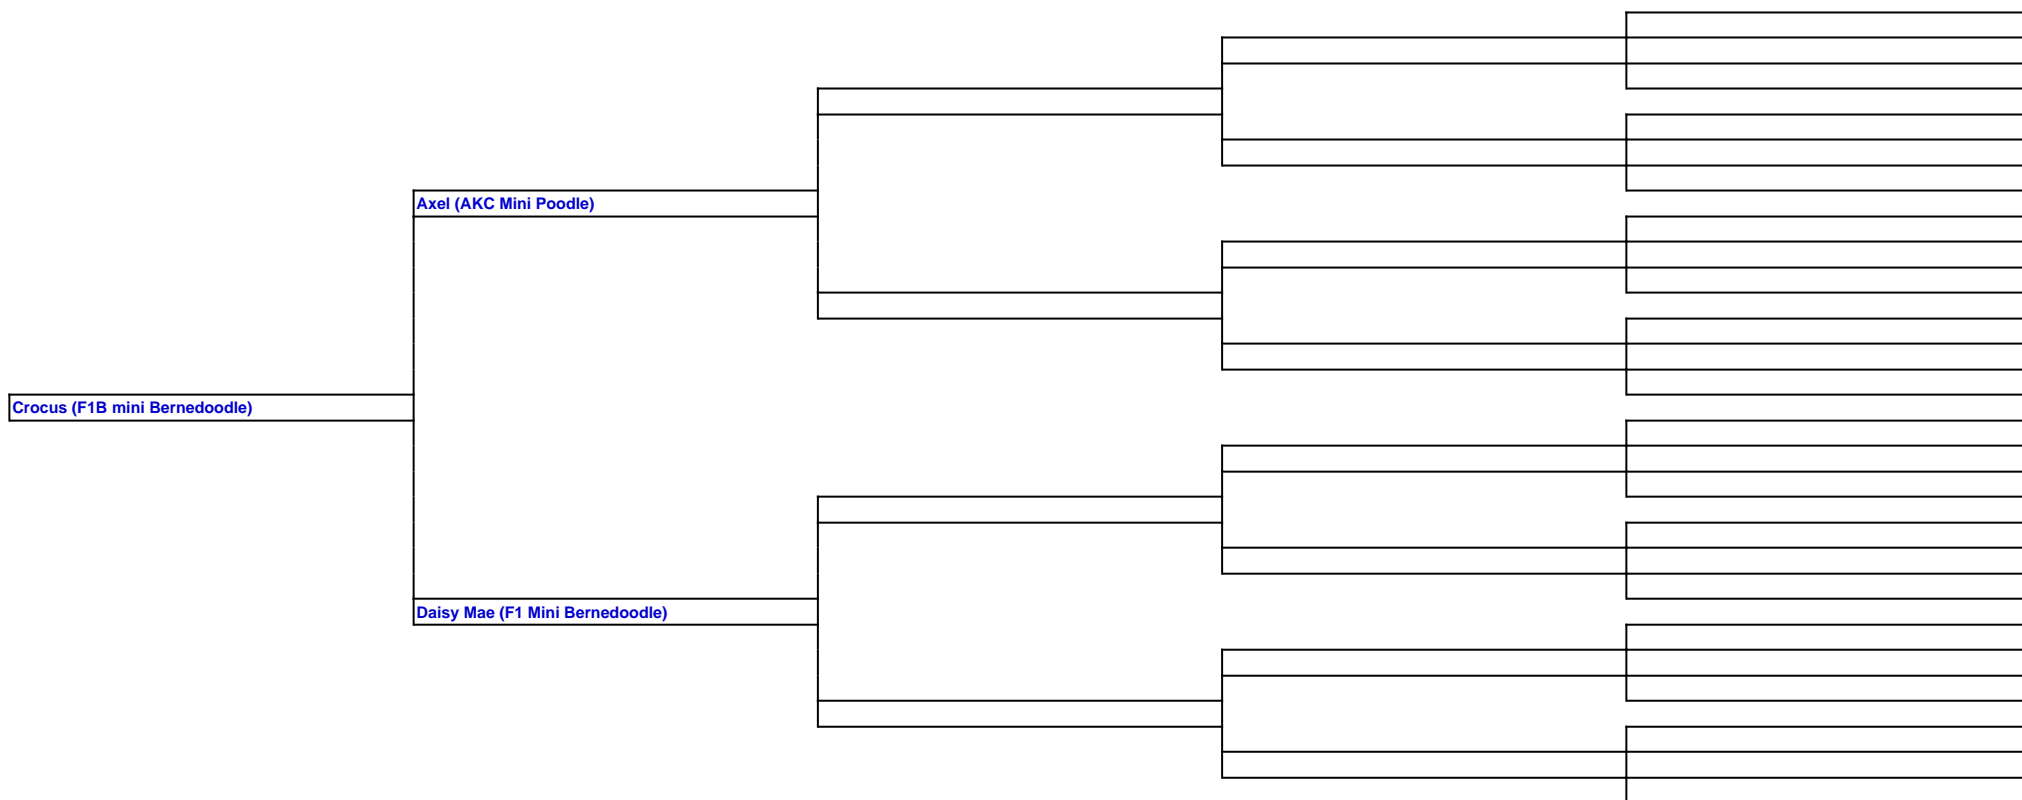 Axel (AKC Mini Poodle)
Crocus (F1B mini Bernedoodle)
Daisy Mae (F1 Mini Bernedoodle)